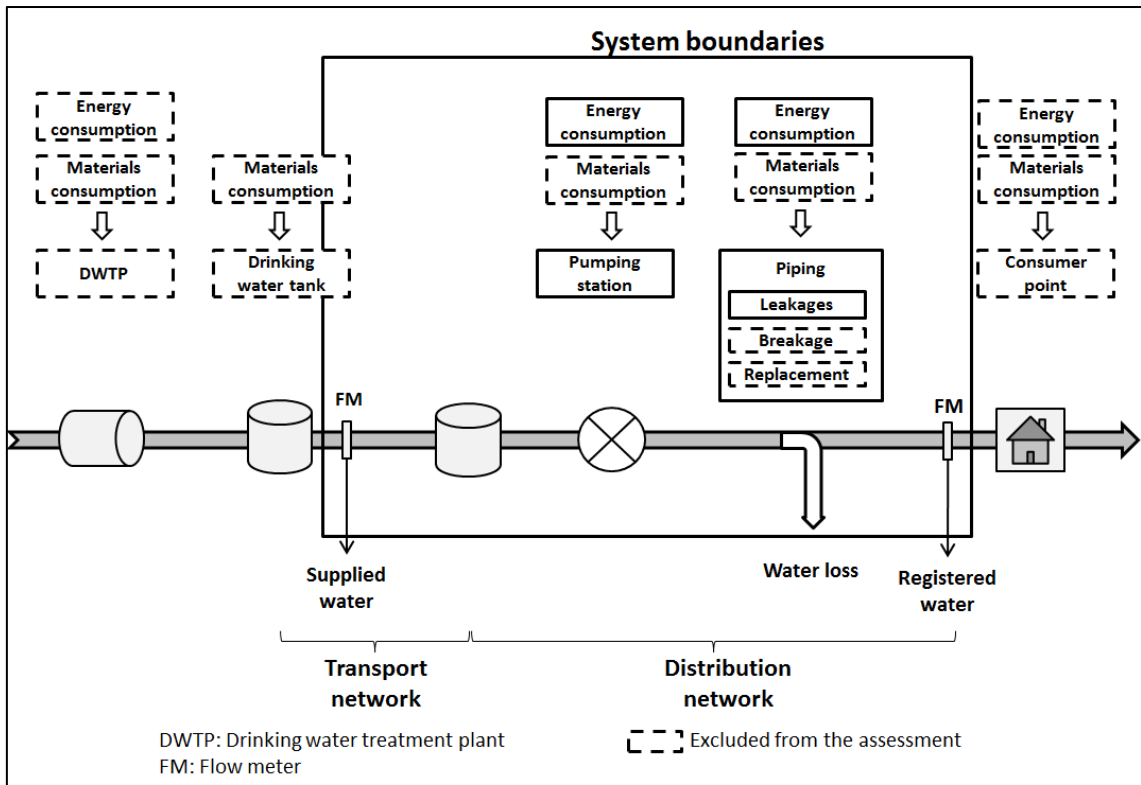 System boundaries
Energy
consumption
Materials
consumption
DWTP
Materials
consumption
Drinking
water tank
Energy
consumption
Materials
consumption
Pumping
station
Energy
consumption
Materials
consumption
Piping
Leakages
Breakage
Replacement
Energy
consumption
Materials
consumption
Consumer
point
FM
FM
Supplied
water
Water loss
Registered
water
Transport
network
Distribution
network
DWTP: Drinking water treatment plant
FM: Flow meter
Excluded from the assessment